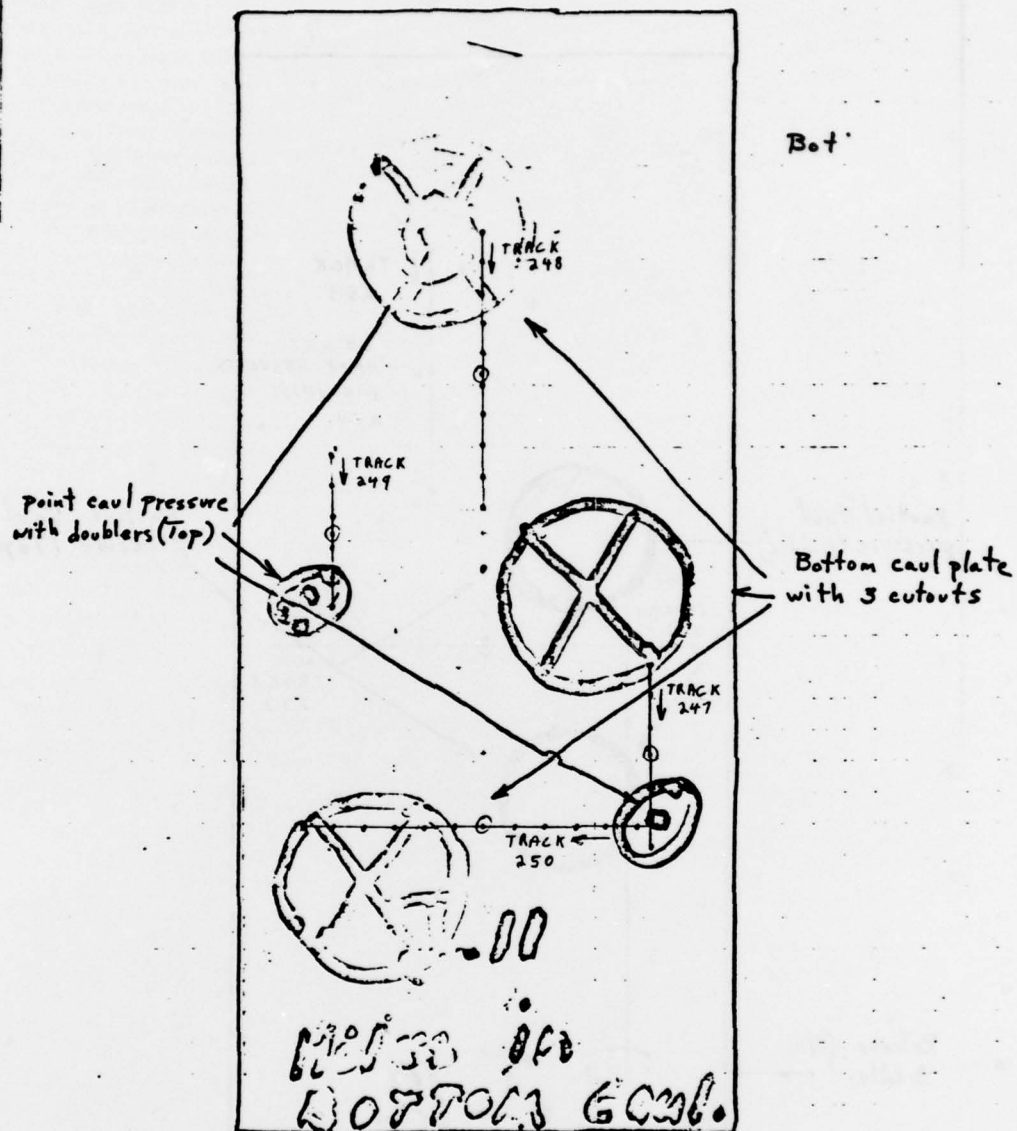 Bot
TRACK
248
TRACK
249
point caul pressure
with doublers (Top)
Bottom caul plate
with 3 cutouts
TRACK
247
TRACK
250
BOTTOM